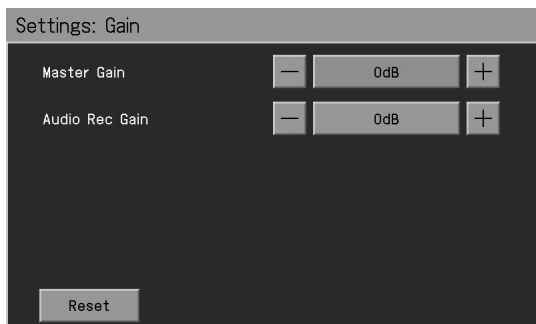 Settings: Gain
Master Gain − 0dB +
Audio Rec Gain − 0dB +
Reset